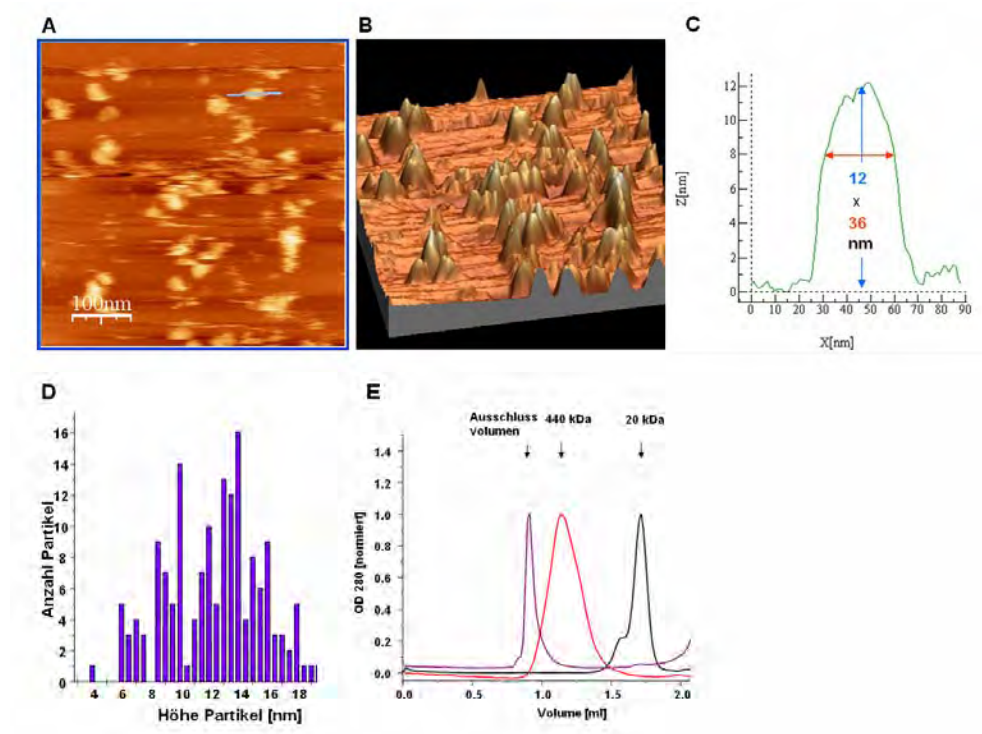 A
B
C
100nm
Z[nm]
12
10
8
6
4
2
0
12
x
36
nm
0 10 20 30 40 50 60 70 80 90
X[nm]
D
Anzahl Partikel
16
14
12
10
8
6
4
2
0
4 6 8 10 12 14 16 18
Höhe Partikel [nm]
E
Ausschluss 440 kDa 20 kDa
volumen
OD 280 [normiert]
1.4
1.2
1.0
0.8
0.6
0.4
0.2
0.0
0.0 0.5 1.0 1.5 2.0
Volume [ml]